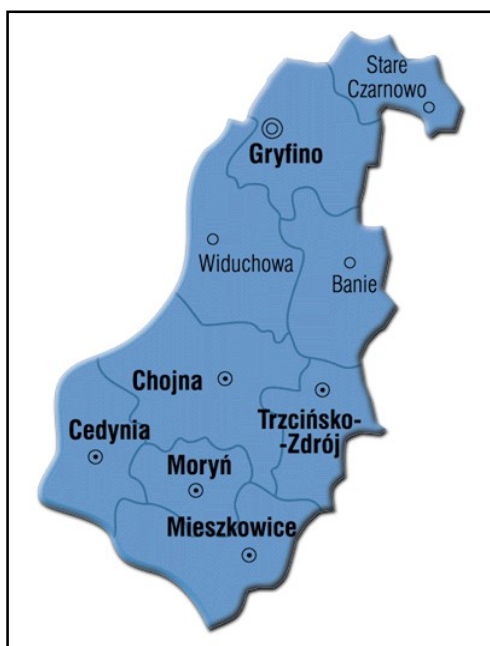 Stare
Czarnowo
Gryfino
Widuchowa
Banie
Chojna
Trzcińsko-
-Zdrój
Cedynia
Moryń
Mieszkowice